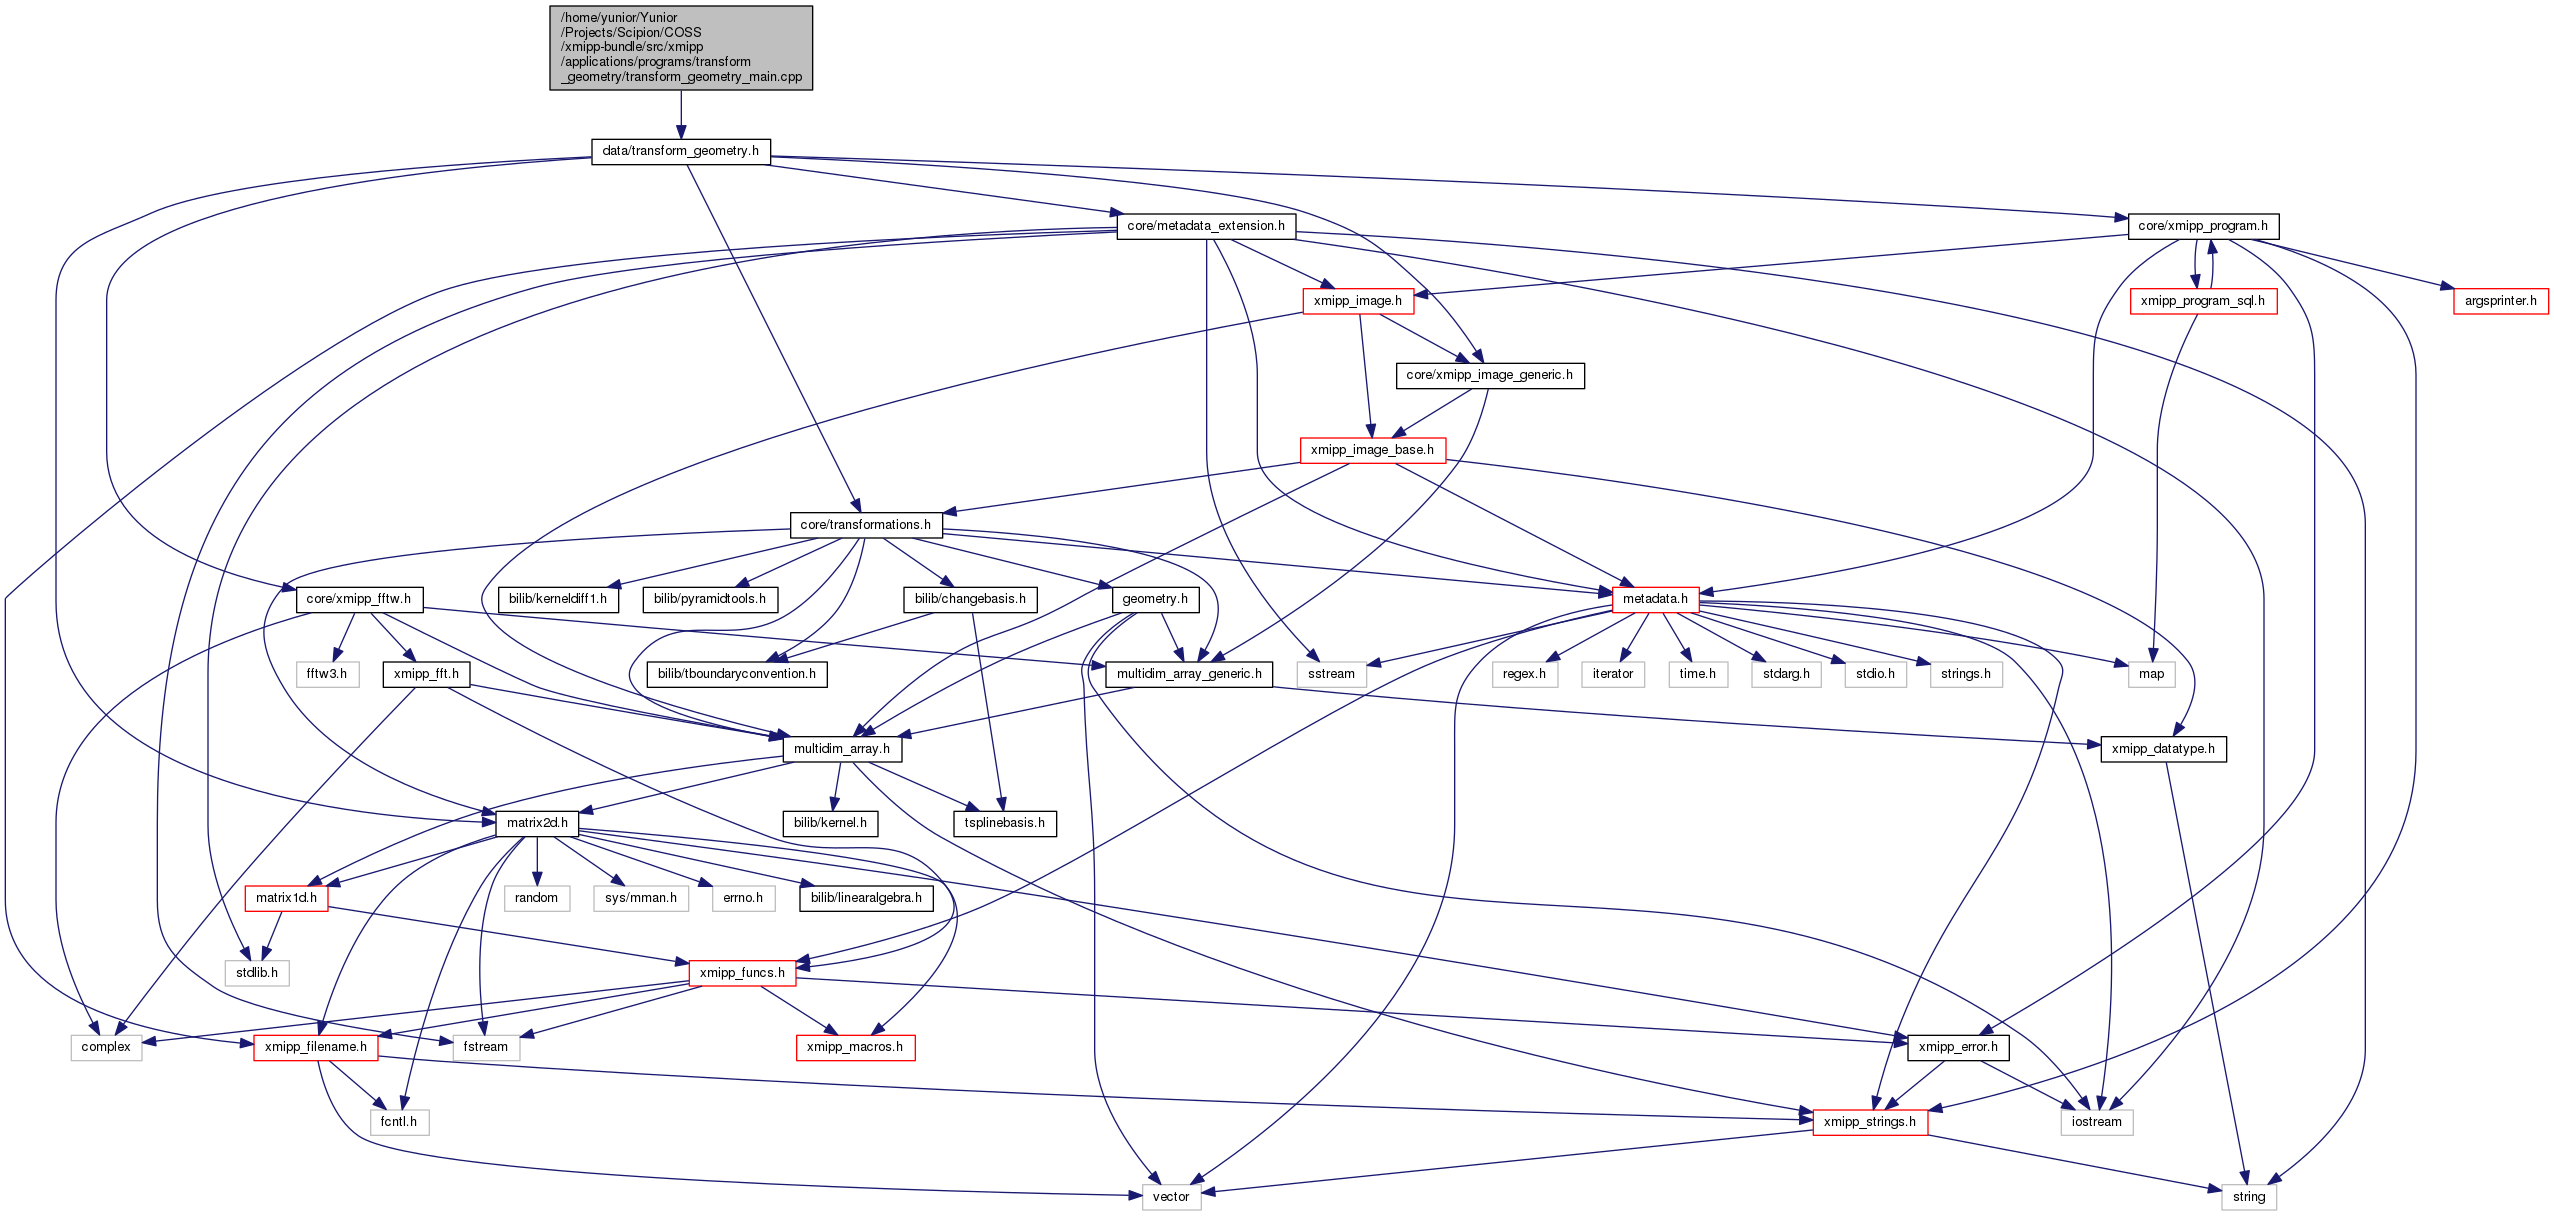 /home/yunior/Yunior
/Projects/Scipion/COSS
/xmipp-bundle/src/xmipp
/applications/programs/transform
_geometry/transform_geometry_main.cpp
data/transform_geometry.h
core/metadata_extension.h
core/xmipp_program.h
xmipp_image.h
xmipp_program_sql.h
argsprinter.h
core/xmipp_image_generic.h
xmipp_image_base.h
core/transformations.h
core/xmipp_fftw.h
bilib/kerneldiff1.h
bilib/pyramidtools.h
bilib/changebasis.h
geometry.h
metadata.h
fftw3.h
xmipp_fft.h
bilib/tboundaryconvention.h
multidim_array_generic.h
sstream
regex.h
iterator
time.h
stdarg.h
stdio.h
strings.h
map
multidim_array.h
xmipp_datatype.h
matrix2d.h
bilib/kernel.h
tsplinebasis.h
matrix1d.h
random
sys/mman.h
errno.h
bilib/linearalgebra.h
stdlib.h
xmipp_funcs.h
complex
xmipp_filename.h
fstream
xmipp_macros.h
xmipp_error.h
fcntl.h
xmipp_strings.h
iostream
vector
string